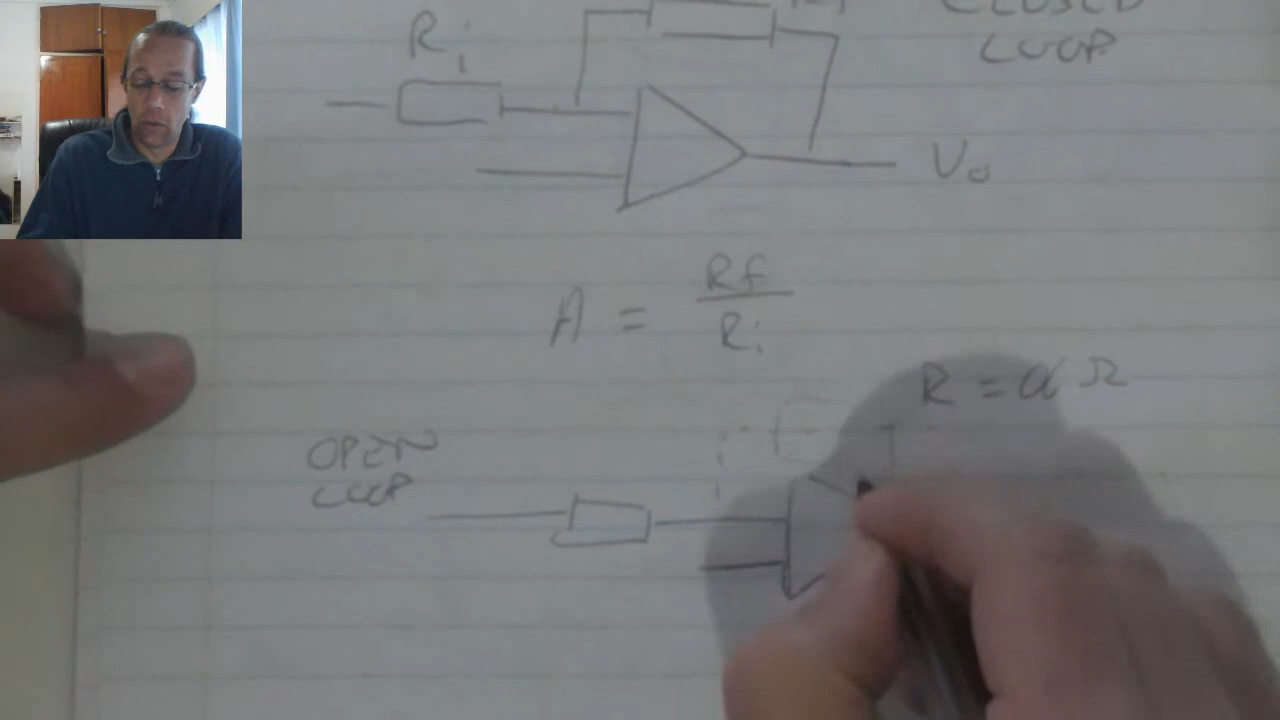 CLOSED
LOOP
Ri
Vo
A = Rf
Ri
R = α Ω
OPEN
LOOP